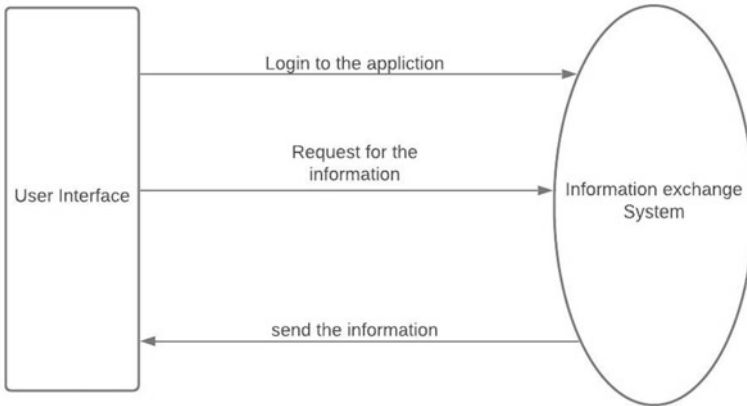 Login to the appliction
Request for the
information
User Interface
Information exchange
System
send the information